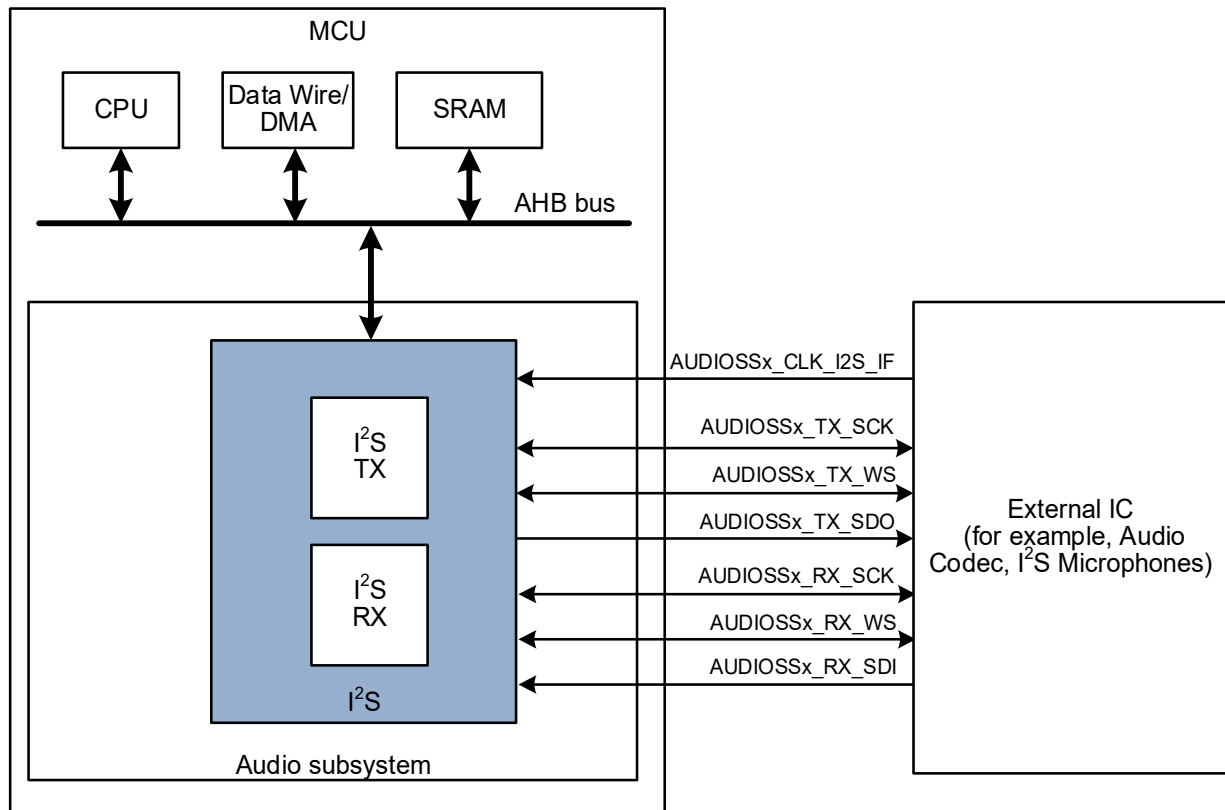 MCU
CPU
Data Wire/
DMA
SRAM
AHB bus
I²S
TX
I²S
RX
I²S
Audio subsystem
AUDIOSSx_CLK_I2S_IF
AUDIOSSx_TX_SCK
AUDIOSSx_TX_WS
AUDIOSSx_TX_SDO
AUDIOSSx_RX_SCK
AUDIOSSx_RX_WS
AUDIOSSx_RX_SDI
External IC
(for example, Audio
Codec, I²S Microphones)